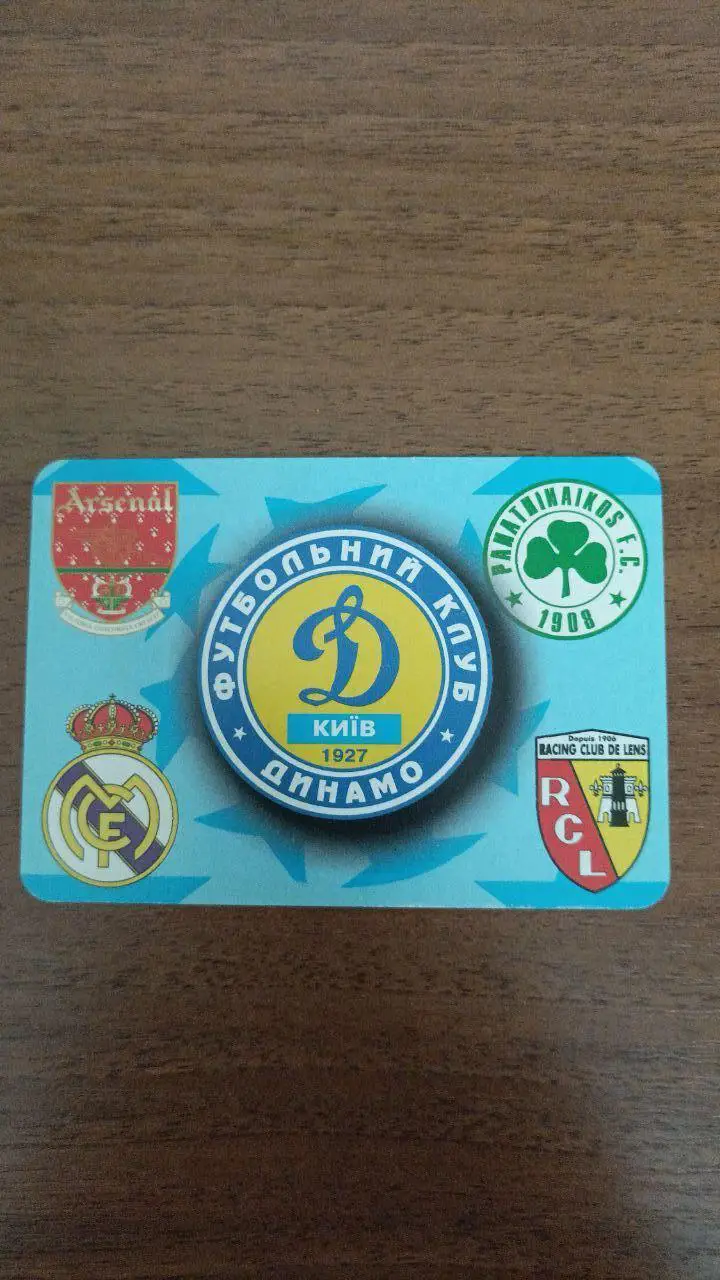 Arsenal
PANATHINAIKOS F.C.
1908
ФУТБОЛЬНИЙ КЛУБ
Д
КИЇВ
1927
ДИНАМО
Depuis 1906
RACING CLUB DE LENS
RCL